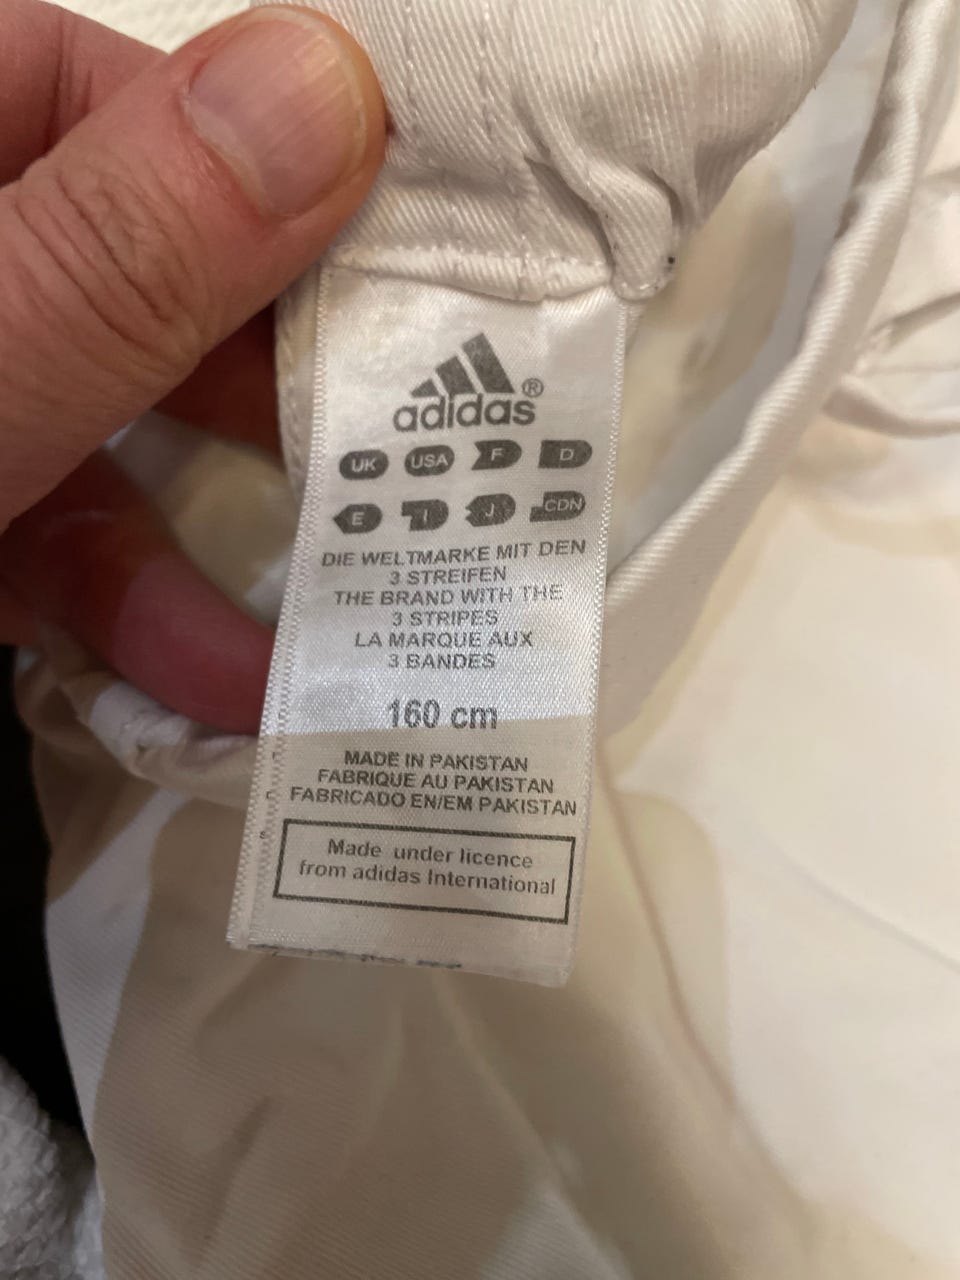 adidas®
UK USA F D
E I J CDN
DIE WELTMARKE MIT DEN
3 STREIFEN
THE BRAND WITH THE
3 STRIPES
LA MARQUE AUX
3 BANDES
160 cm
MADE IN PAKISTAN
FABRIQUE AU PAKISTAN
FABRICADO EN/EM PAKISTAN
Made under licence
from adidas International